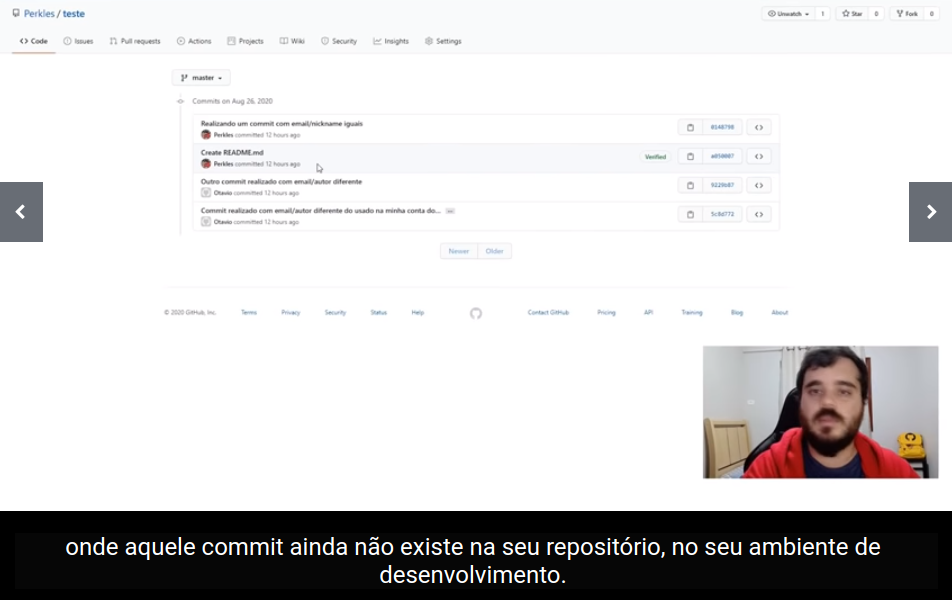 Perkles / teste
Unwatch 1 Star 0 Fork 0
Code Issues Pull requests Actions Projects Wiki Security Insights Settings
master
Commits on Aug 26, 2020
Realizando um commit com email/nickname iguais
Perkles committed 12 hours ago
0148798
Create README.md
Perkles committed 12 hours ago
Verified
Outro commit realizado com email/autor diferente
Otavio committed 12 hours ago
Commit realizado com email/autor diferente do usado na minha conta do...
Otavio committed 12 hours ago
5c8d772
Newer Older
© 2020 GitHub, Inc. Terms Privacy Security Status Help Contact GitHub Pricing API Training Blog About
onde aquele commit ainda não existe na seu repositório, no seu ambiente de
desenvolvimento.